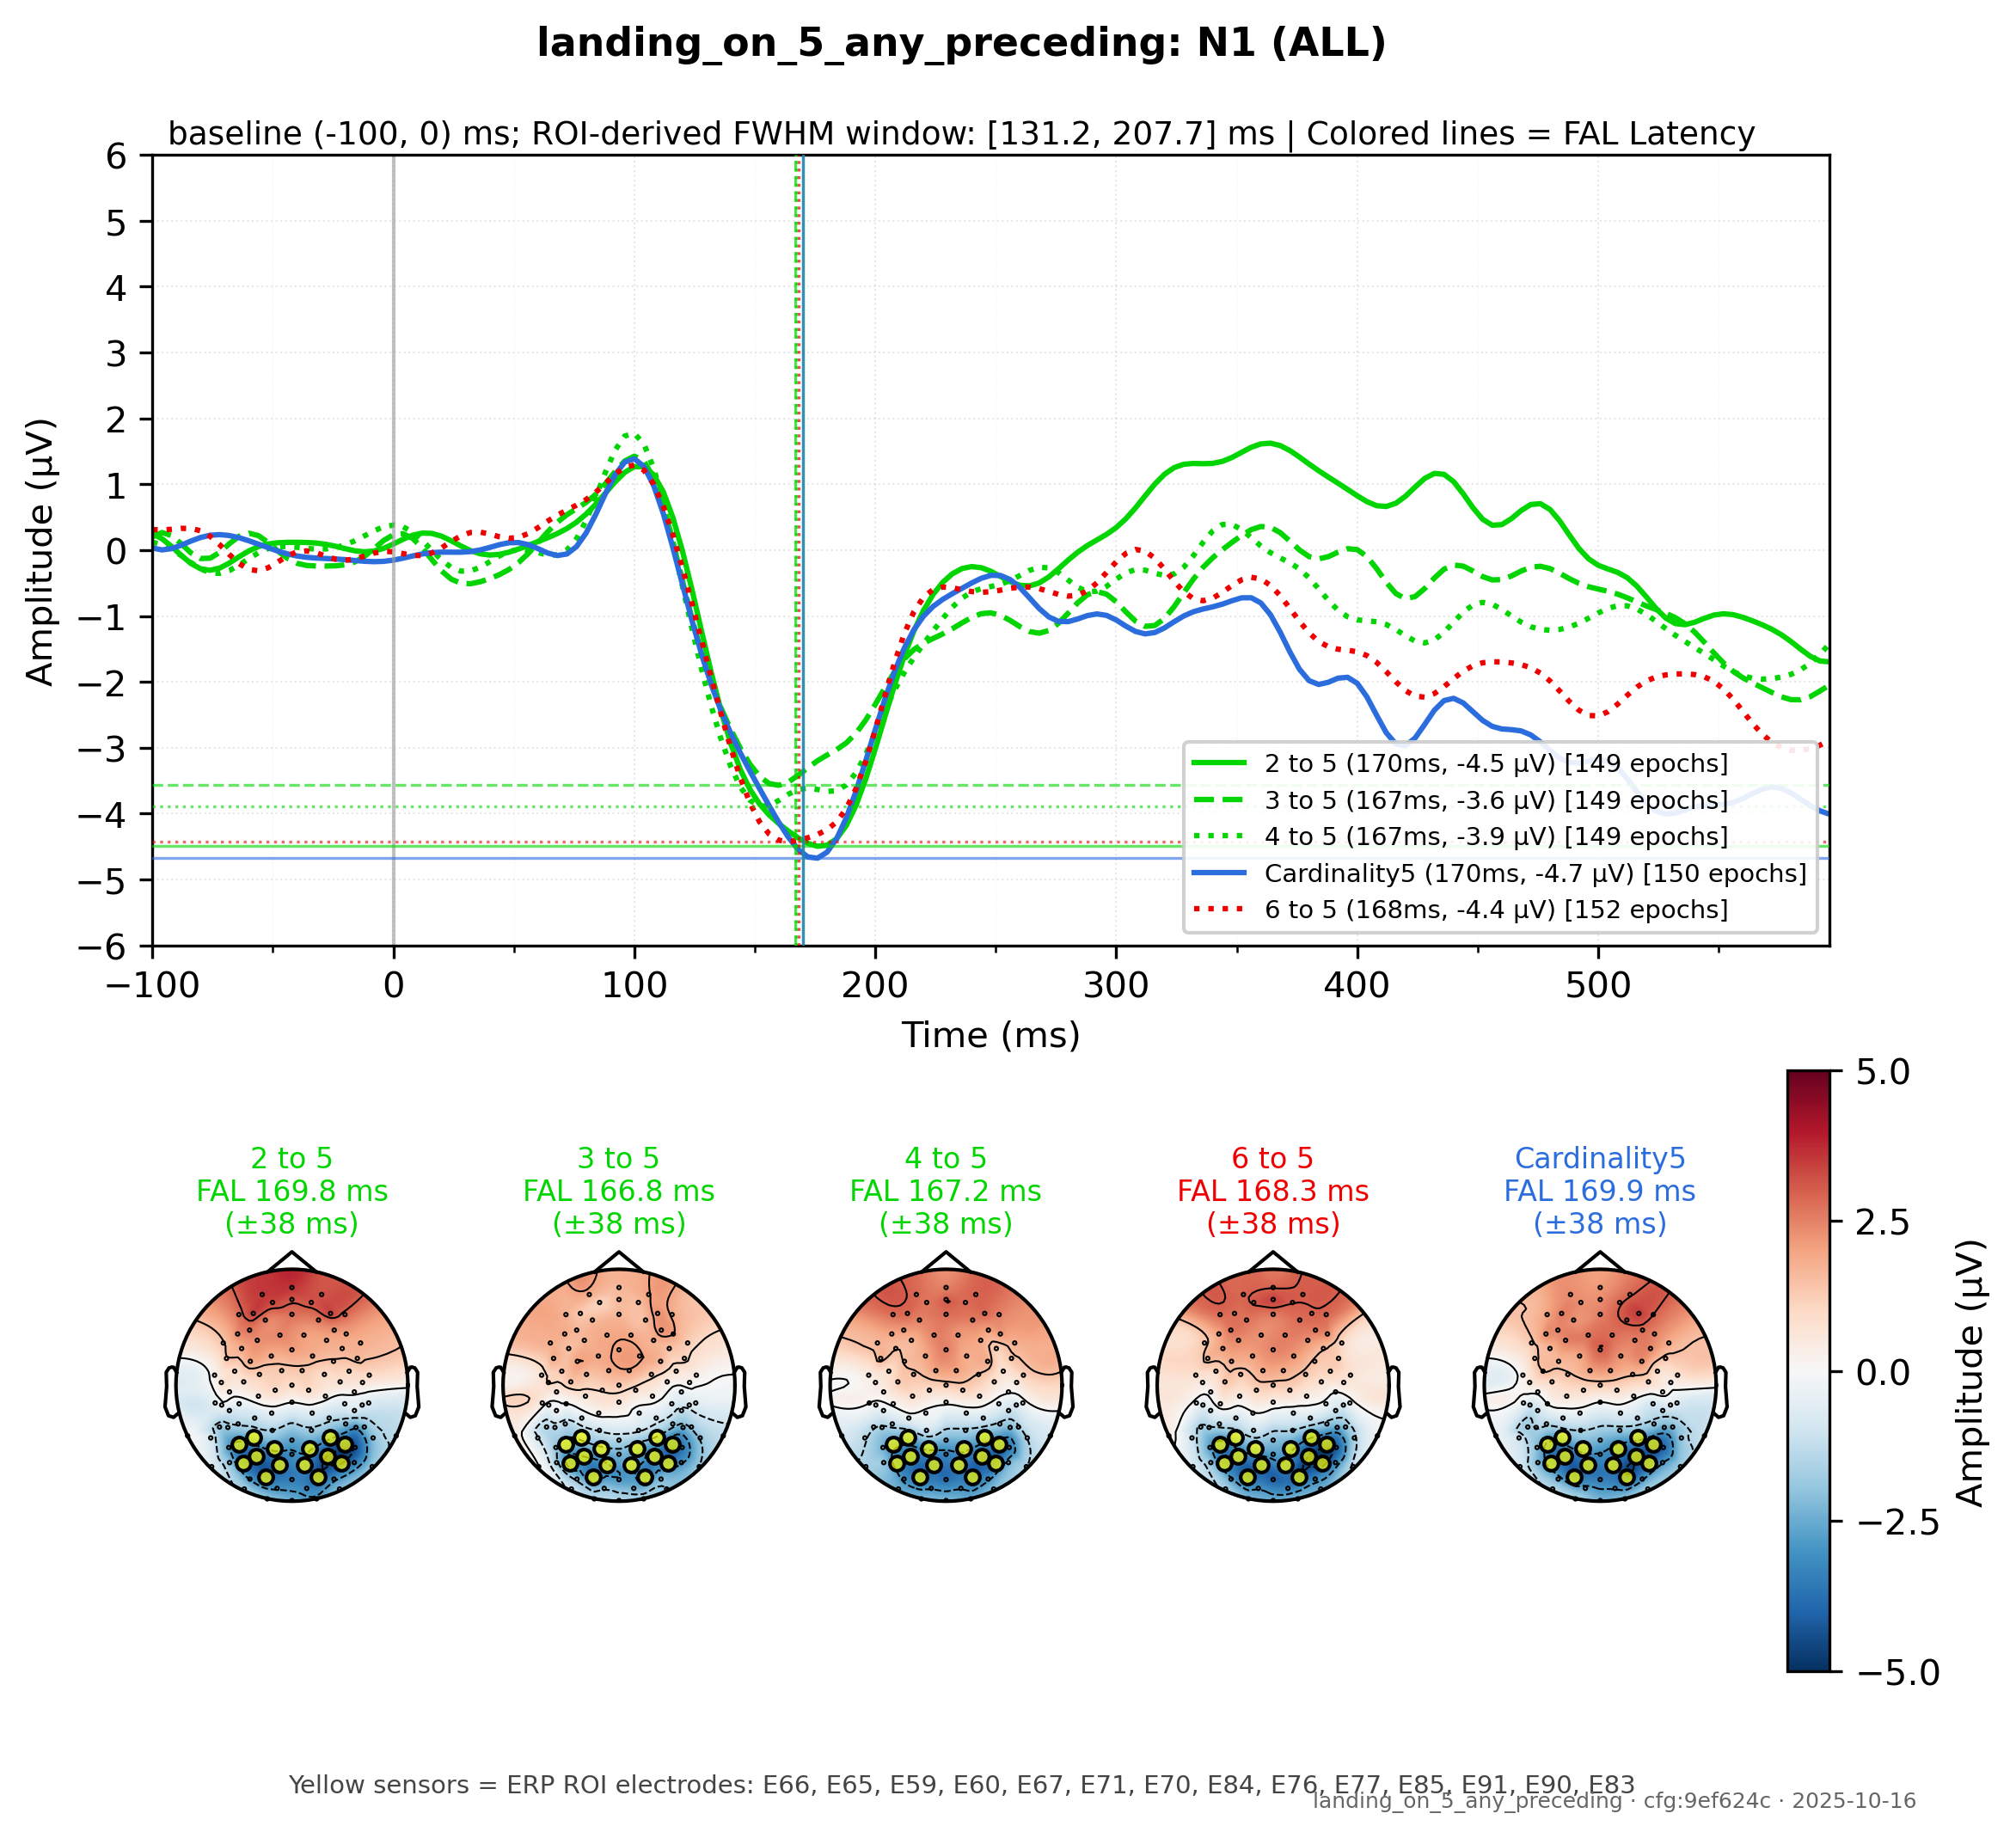 landing_on_5_any_preceding: N1 (ALL)
baseline (-100, 0) ms; ROI-derived FWHM window: [131.2, 207.7] ms | Colored lines = FAL Latency
6
5
4
3
2
1
0
−1
−2
−3
−4
−5
−6
Amplitude (µV)
2 to 5 (170ms, -4.5 µV) [149 epochs]
3 to 5 (167ms, -3.6 µV) [149 epochs]
4 to 5 (167ms, -3.9 µV) [149 epochs]
Cardinality5 (170ms, -4.7 µV) [150 epochs]
6 to 5 (168ms, -4.4 µV) [152 epochs]
−100 0 100 200 300 400 500
Time (ms)
2 to 5
FAL 169.8 ms
(±38 ms)
3 to 5
FAL 166.8 ms
(±38 ms)
4 to 5
FAL 167.2 ms
(±38 ms)
6 to 5
FAL 168.3 ms
(±38 ms)
Cardinality5
FAL 169.9 ms
(±38 ms)
5.0
2.5
0.0
−2.5
−5.0
Amplitude (µV)
Yellow sensors = ERP ROI electrodes: E66, E65, E59, E60, E67, E71, E70, E84, E76, E77, E85, E91, E90, E83
landing_on_5_any_preceding · cfg:9ef624c · 2025-10-16